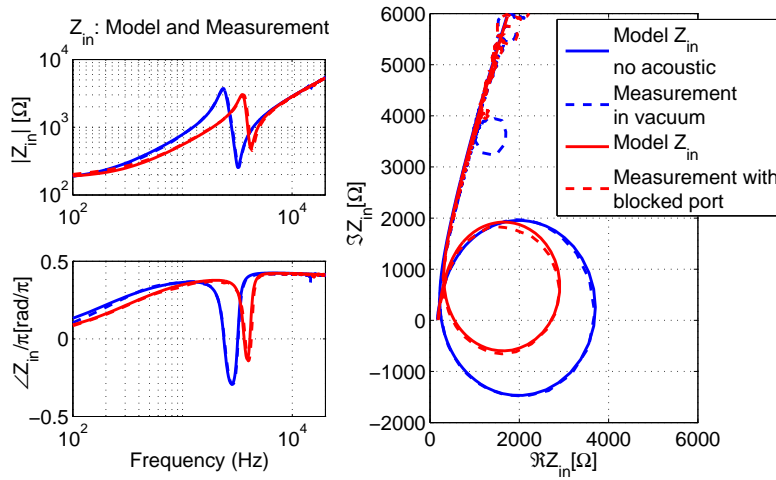 Z_in: Model and Measurement
10^4
10^3
10^2
|Z_in| [Ω]
10^2
10^4
0.5
0
−0.5
∠Z_in/π[rad/π]
10^2
10^4
Frequency (Hz)
6000
5000
4000
3000
2000
1000
0
−1000
−2000
ℑZ_in[Ω]
0
2000
4000
6000
ℜZ_in[Ω]
Model Z_in
no acoustic
Measurement
in vacuum
Model Z_in
Measurement with
blocked port